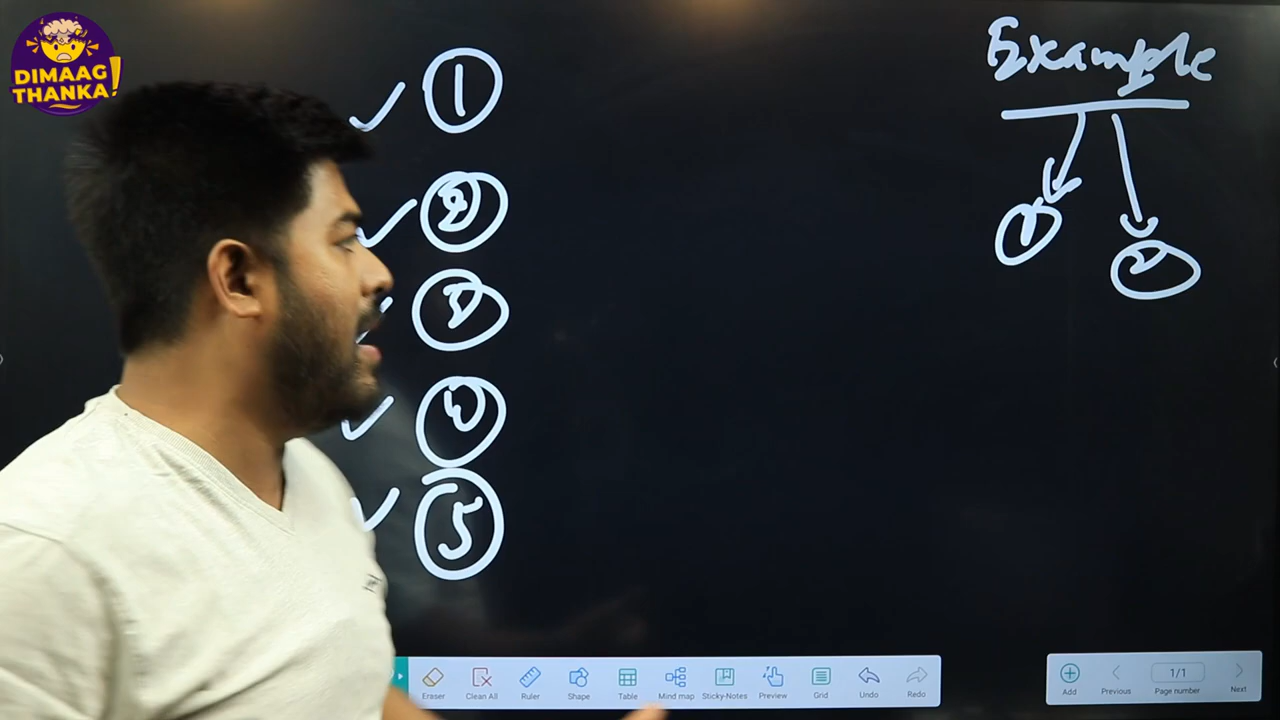 DIMAAG
THANKA!
1
2
3
4
5
Example
1
2
Eraser
Clean All
Ruler
Shape
Table
Mind map
Sticky-Notes
Preview
Grid
Undo
Redo
Add
Previous
1/1
Page number
Next